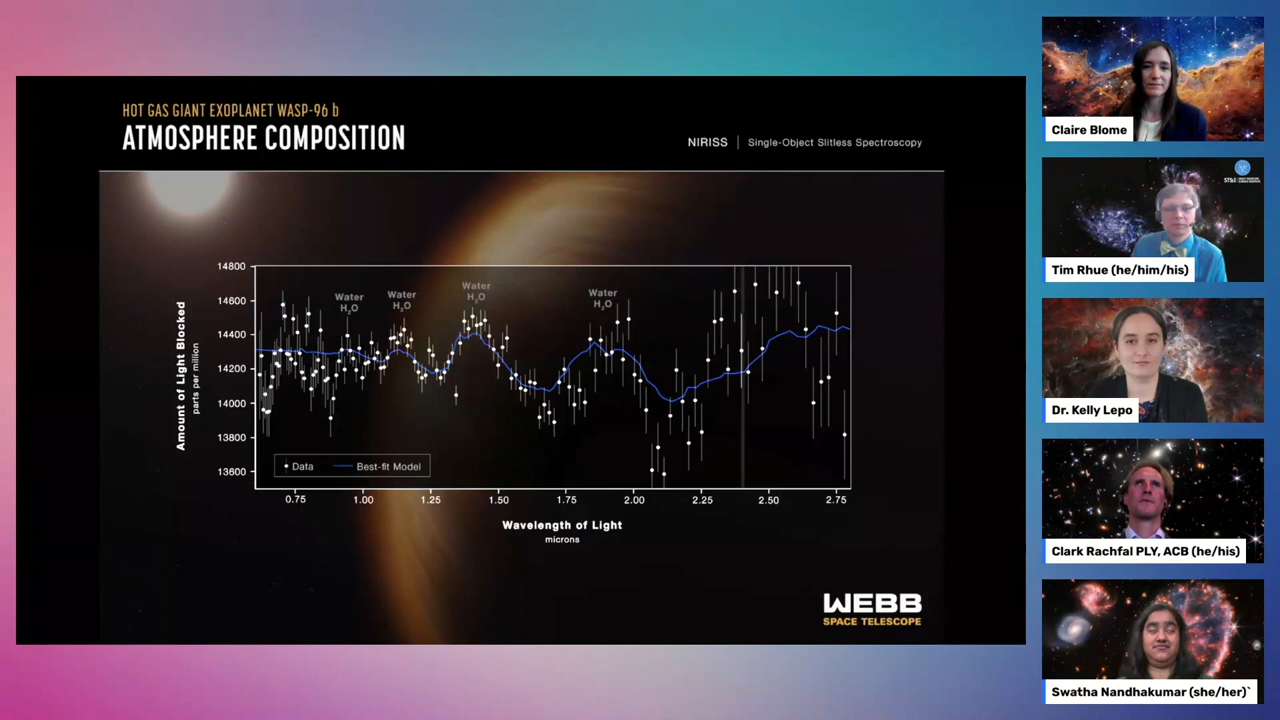 HOT GAS GIANT EXOPLANET WASP-96 b
ATMOSPHERE COMPOSITION
NIRISS | Single-Object Slitless Spectroscopy
Amount of Light Blocked
parts per million
14800
14600
14400
14200
14000
13800
13600
Water
H₂O
Water
H₂O
Water
H₂O
Water
H₂O
Data
Best-fit Model
0.75
1.00
1.25
1.50
1.75
2.00
2.25
2.50
2.75
Wavelength of Light
microns
WEBB
SPACE TELESCOPE
Claire Blome
Tim Rhue (he/him/his)
Dr. Kelly Lepo
Clark Rachfal PLY, ACB (he/his)
Swatha Nandhakumar (she/her)`